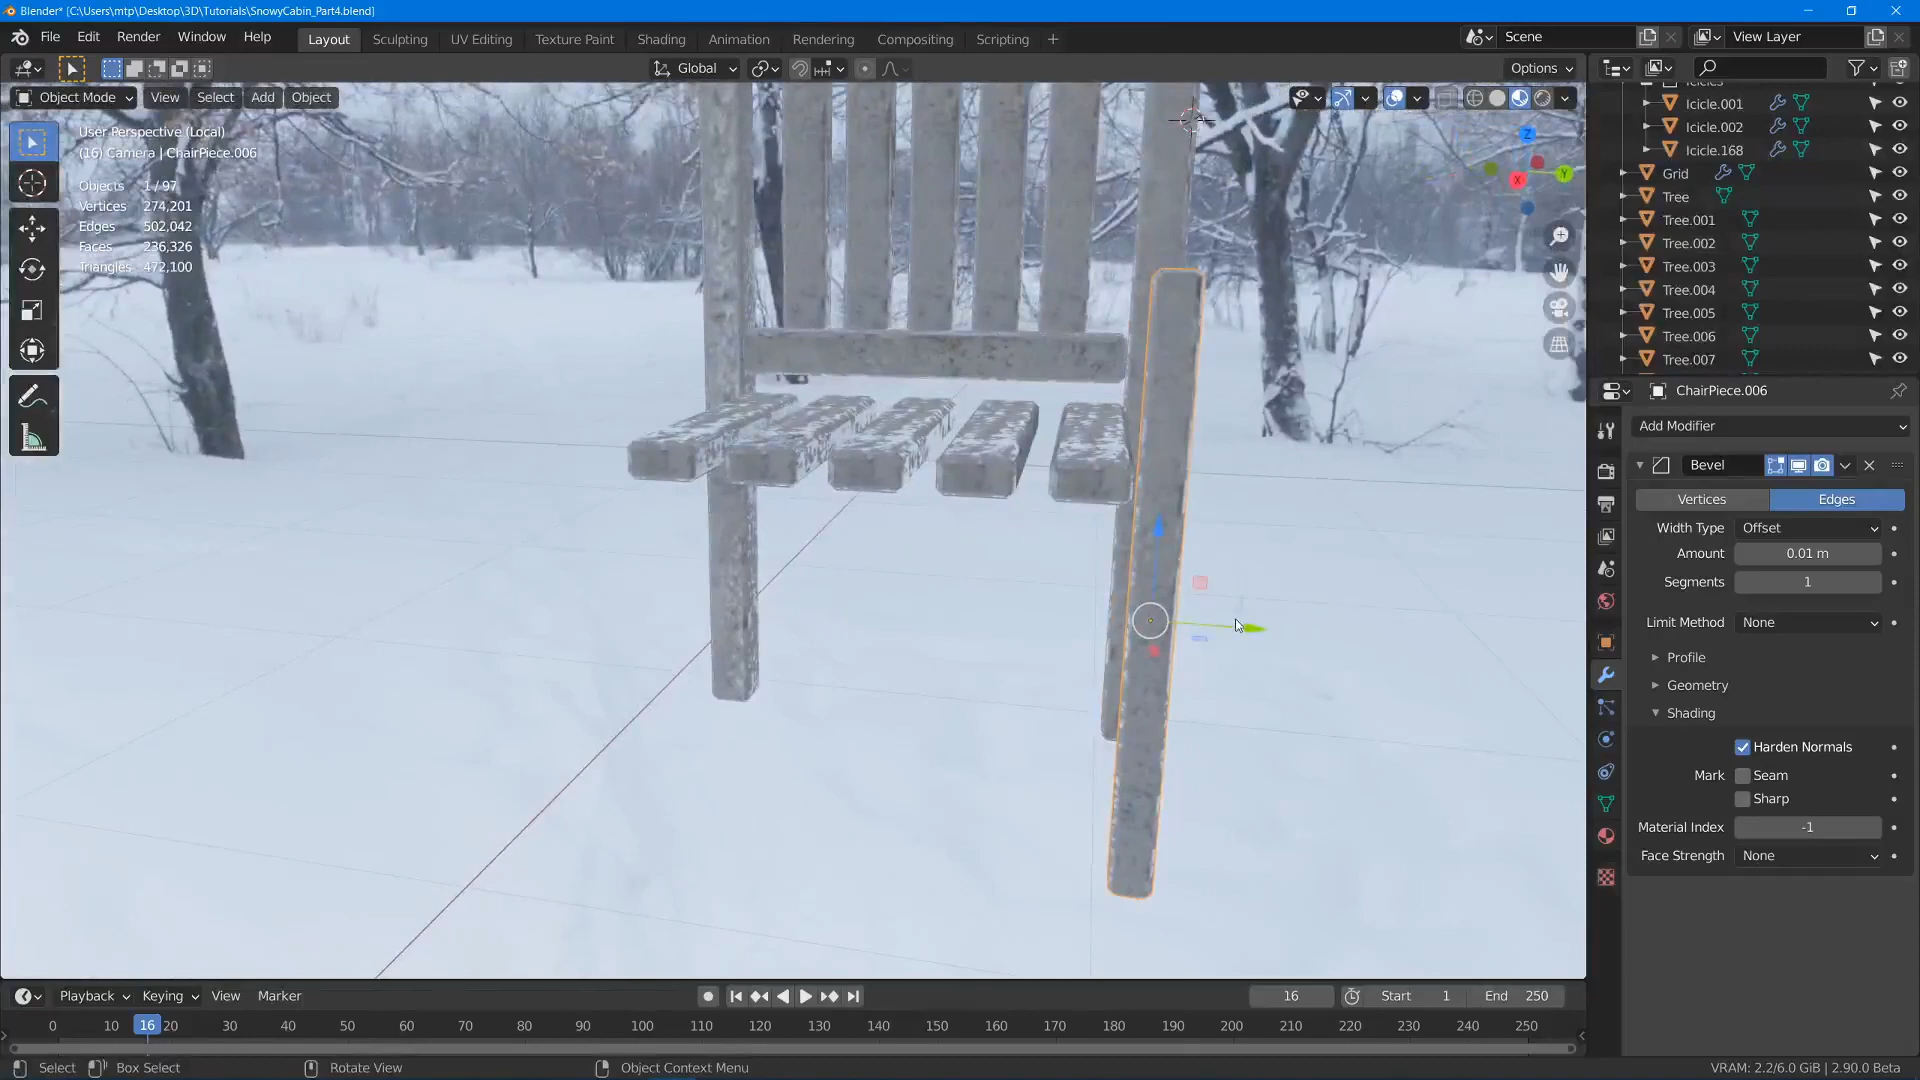 Blender* [C:\Users\mtp\Desktop\3D\Tutorials\SnowyCabin_Part4.blend]
File Edit Render Window Help Layout Sculpting UV Editing Texture Paint Shading Animation Rendering Compositing Scripting + Scene View Layer
Global Options
Object Mode View Select Add Object
User Perspective (Local)
(16) Camera | ChairPiece.006
Objects 1 / 97
Vertices 274,201
Edges 502,042
Faces 236,326
Triangles 472,100
Z
Y
X
Icicle.001
Icicle.002
Icicle.168
Grid
Tree
Tree.001
Tree.002
Tree.003
Tree.004
Tree.005
Tree.006
Tree.007
ChairPiece.006
Add Modifier
Bevel
Vertices Edges
Width Type Offset
Amount 0.01 m
Segments 1
Limit Method None
Profile
Geometry
Shading
Harden Normals
Mark Seam
Sharp
Material Index -1
Face Strength None
Playback Keying View Marker 16 Start 1 End 250
0 10 16 20 30 40 50 60 70 80 90 100 110 120 130 140 150 160 170 180 190 200 210 220 230 240 250
Select Box Select Rotate View Object Context Menu VRAM: 2.2/6.0 GiB | 2.90.0 Beta